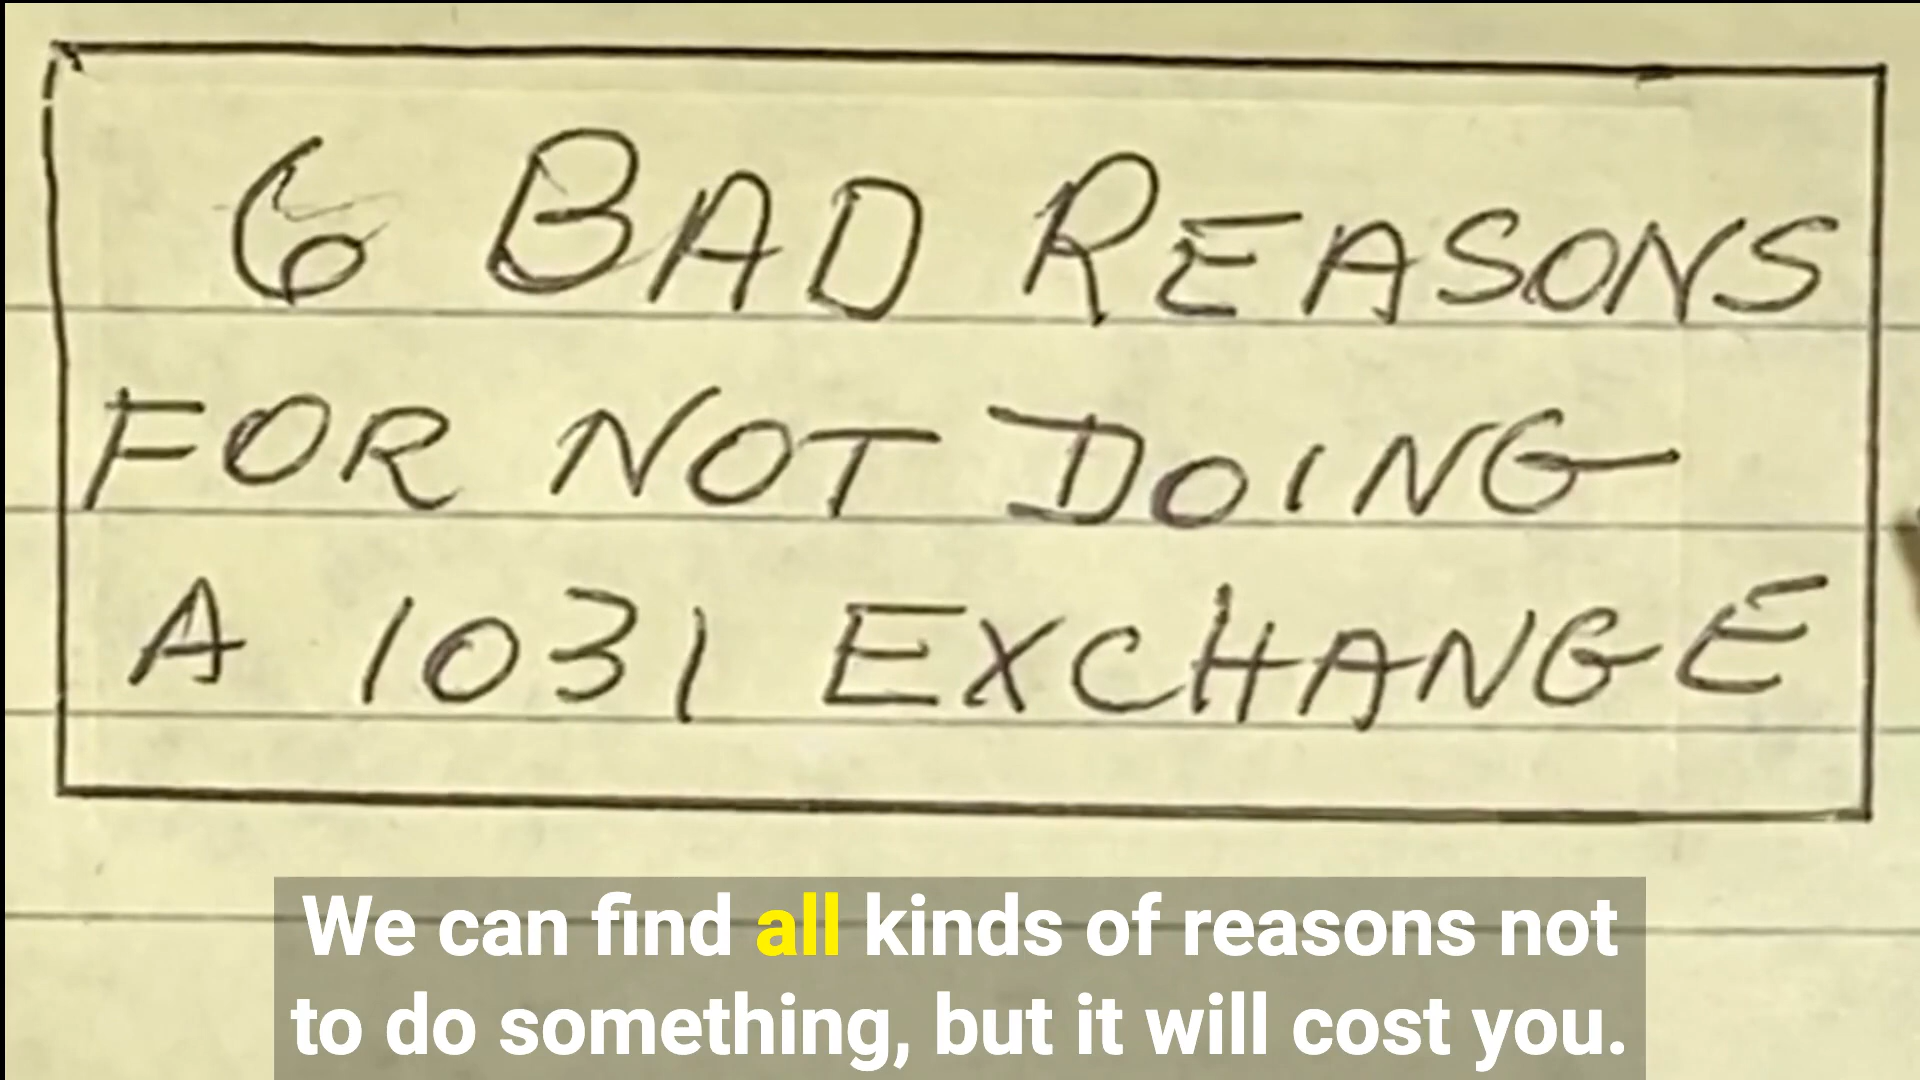 6 BAD REASONS
FOR NOT DOING
A 1031 EXCHANGE
We can find all kinds of reasons not
to do something, but it will cost you.